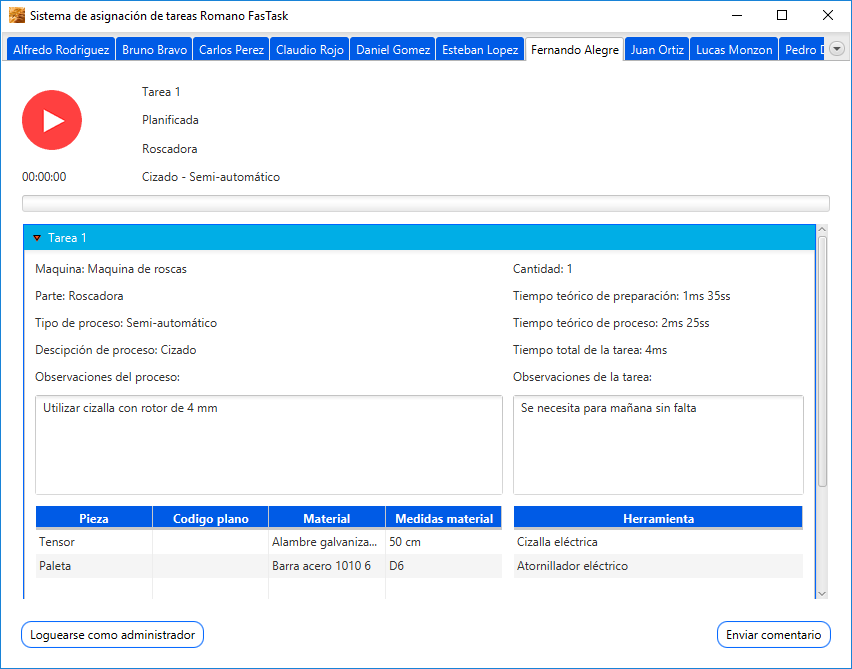 Sistema de asignación de tareas Romano FasTask
Alfredo Rodriguez Bruno Bravo Carlos Perez Claudio Rojo Daniel Gomez Esteban Lopez Fernando Alegre Juan Ortiz Lucas Monzon Pedro
Tarea 1
Planificada
Roscadora
00:00:00 Cizado - Semi-automático
Tarea 1
Maquina: Maquina de roscas Cantidad: 1
Parte: Roscadora Tiempo teórico de preparación: 1ms 35ss
Tipo de proceso: Semi-automático Tiempo teórico de proceso: 2ms 25ss
Descipción de proceso: Cizado Tiempo total de la tarea: 4ms
Observaciones del proceso: Observaciones de la tarea:
Utilizar cizalla con rotor de 4 mm Se necesita para mañana sin falta
Pieza Codigo plano Material Medidas material Herramienta
Tensor Alambre galvaniza... 50 cm Cizalla eléctrica
Paleta Barra acero 1010 6 D6 Atornillador eléctrico
Loguearse como administrador Enviar comentario